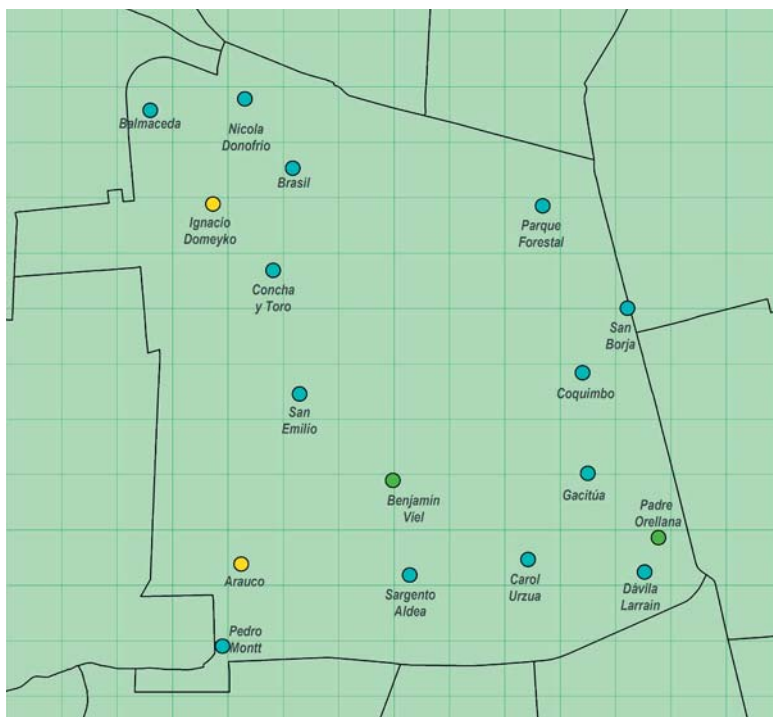 Balmaceda
Nicola
Donofrio
Brasil
Ignacio
Domeyko
Parque
Forestal
Concha
y Toro
San
Borja
Coquimbo
San
Emilio
Gacitúa
Benjamín
Viel
Padre
Orellana
Arauco
Sargento
Aldea
Carol
Urzua
Dávila
Larraín
Pedro
Montt